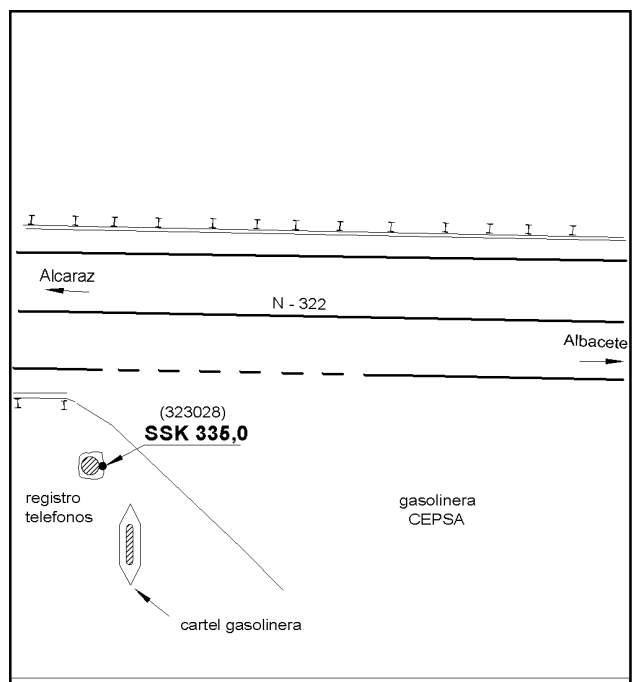 Alcaraz
N - 322
Albacete
(323028)
SSK 335,0
registro
telefonos
gasolinera
CEPSA
cartel gasolinera